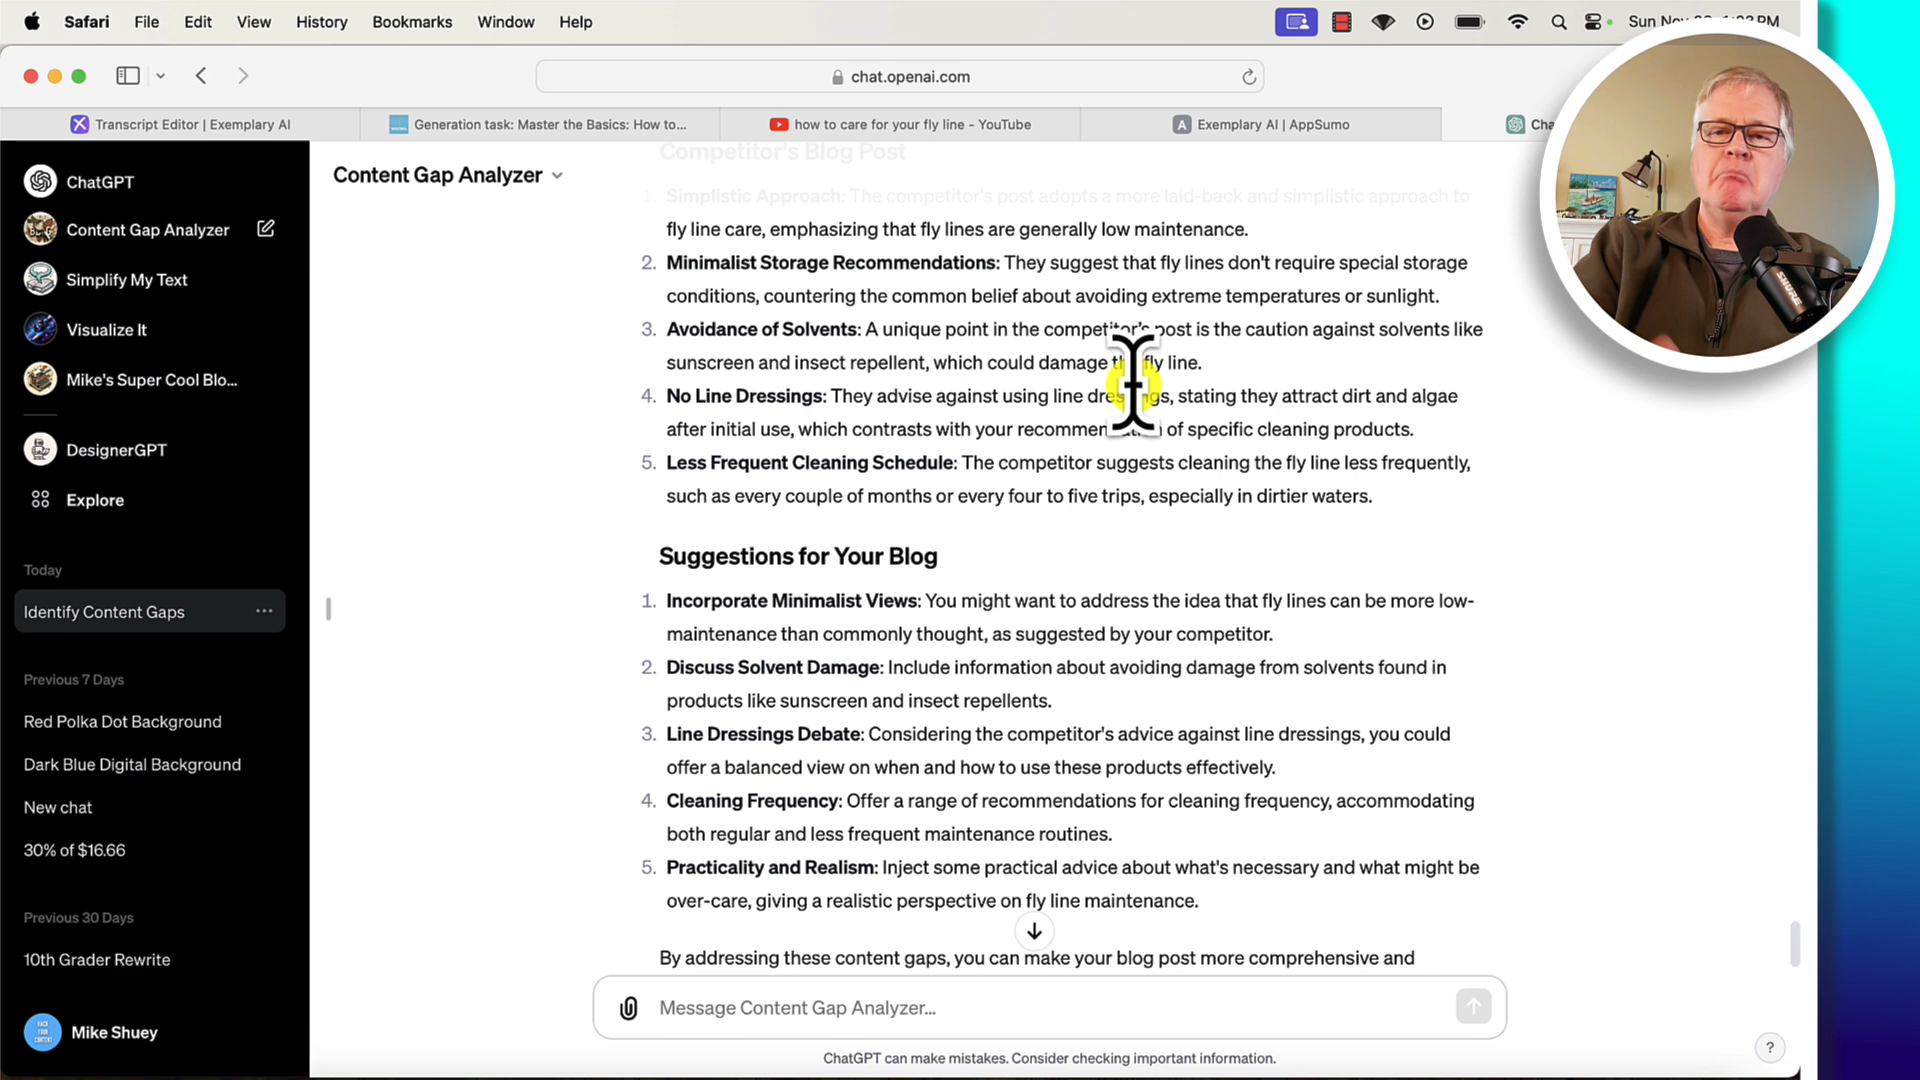 Safari File Edit View History Bookmarks Window Help
chat.openai.com
Transcript Editor | Exemplary AI
Generation task: Master the Basics: How to...
how to care for your fly line - YouTube
Exemplary AI | AppSumo
ChatGPT
Content Gap Analyzer
Simplify My Text
Visualize It
Mike's Super Cool Blo...
DesignerGPT
Explore
Today
Identify Content Gaps
Previous 7 Days
Red Polka Dot Background
Dark Blue Digital Background
New chat
30% of $16.66
Previous 30 Days
10th Grader Rewrite
Mike Shuey
Content Gap Analyzer
Competitor's Blog Post
1. Simplistic Approach: The competitor's post adopts a more laid-back and simplistic approach to
fly line care, emphasizing that fly lines are generally low maintenance.
2. Minimalist Storage Recommendations: They suggest that fly lines don't require special storage
conditions, countering the common belief about avoiding extreme temperatures or sunlight.
3. Avoidance of Solvents: A unique point in the competitor's post is the caution against solvents like
sunscreen and insect repellent, which could damage the fly line.
4. No Line Dressings: They advise against using line dressings, stating they attract dirt and algae
after initial use, which contrasts with your recommendation of specific cleaning products.
5. Less Frequent Cleaning Schedule: The competitor suggests cleaning the fly line less frequently,
such as every couple of months or every four to five trips, especially in dirtier waters.
Suggestions for Your Blog
1. Incorporate Minimalist Views: You might want to address the idea that fly lines can be more low-
maintenance than commonly thought, as suggested by your competitor.
2. Discuss Solvent Damage: Include information about avoiding damage from solvents found in
products like sunscreen and insect repellents.
3. Line Dressings Debate: Considering the competitor's advice against line dressings, you could
offer a balanced view on when and how to use these products effectively.
4. Cleaning Frequency: Offer a range of recommendations for cleaning frequency, accommodating
both regular and less frequent maintenance routines.
5. Practicality and Realism: Inject some practical advice about what's necessary and what might be
over-care, giving a realistic perspective on fly line maintenance.
By addressing these content gaps, you can make your blog post more comprehensive and
Message Content Gap Analyzer...
ChatGPT can make mistakes. Consider checking important information.
?
SHURE